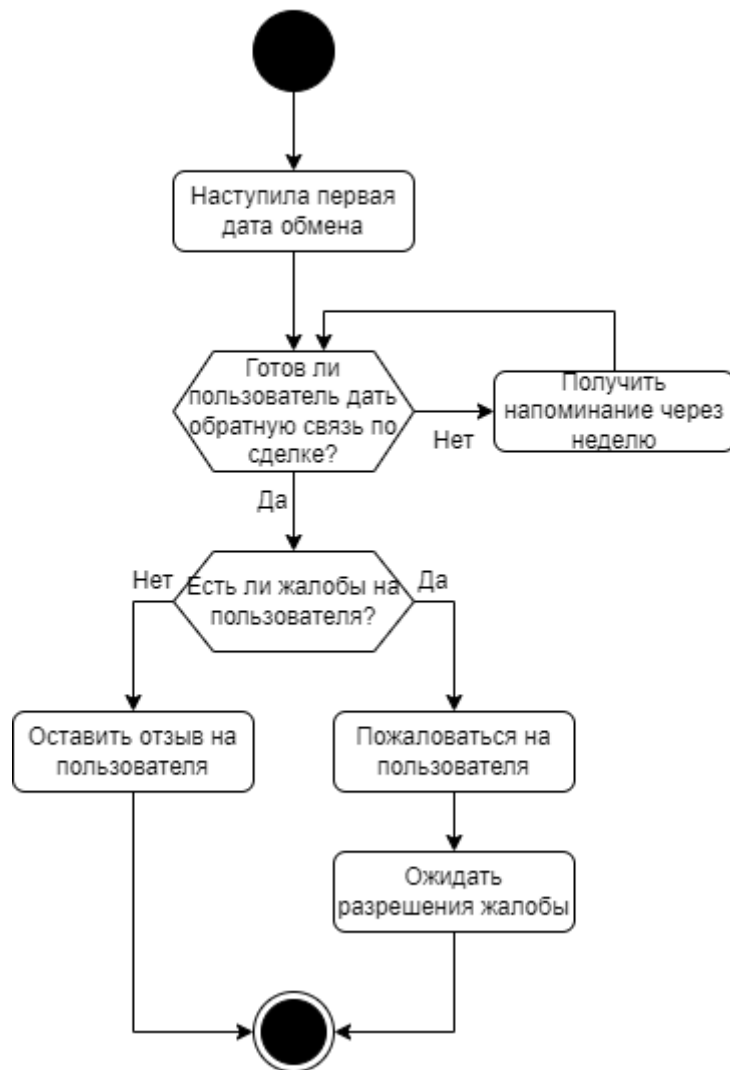 Наступила первая
дата обмена
Готов ли
пользователь дать
обратную связь по
сделке?
Нет
Получить
напоминание через
неделю
Да
Нет
Есть ли жалобы на
пользователя?
Да
Оставить отзыв на
пользователя
Пожаловаться на
пользователя
Ожидать
разрешения жалобы